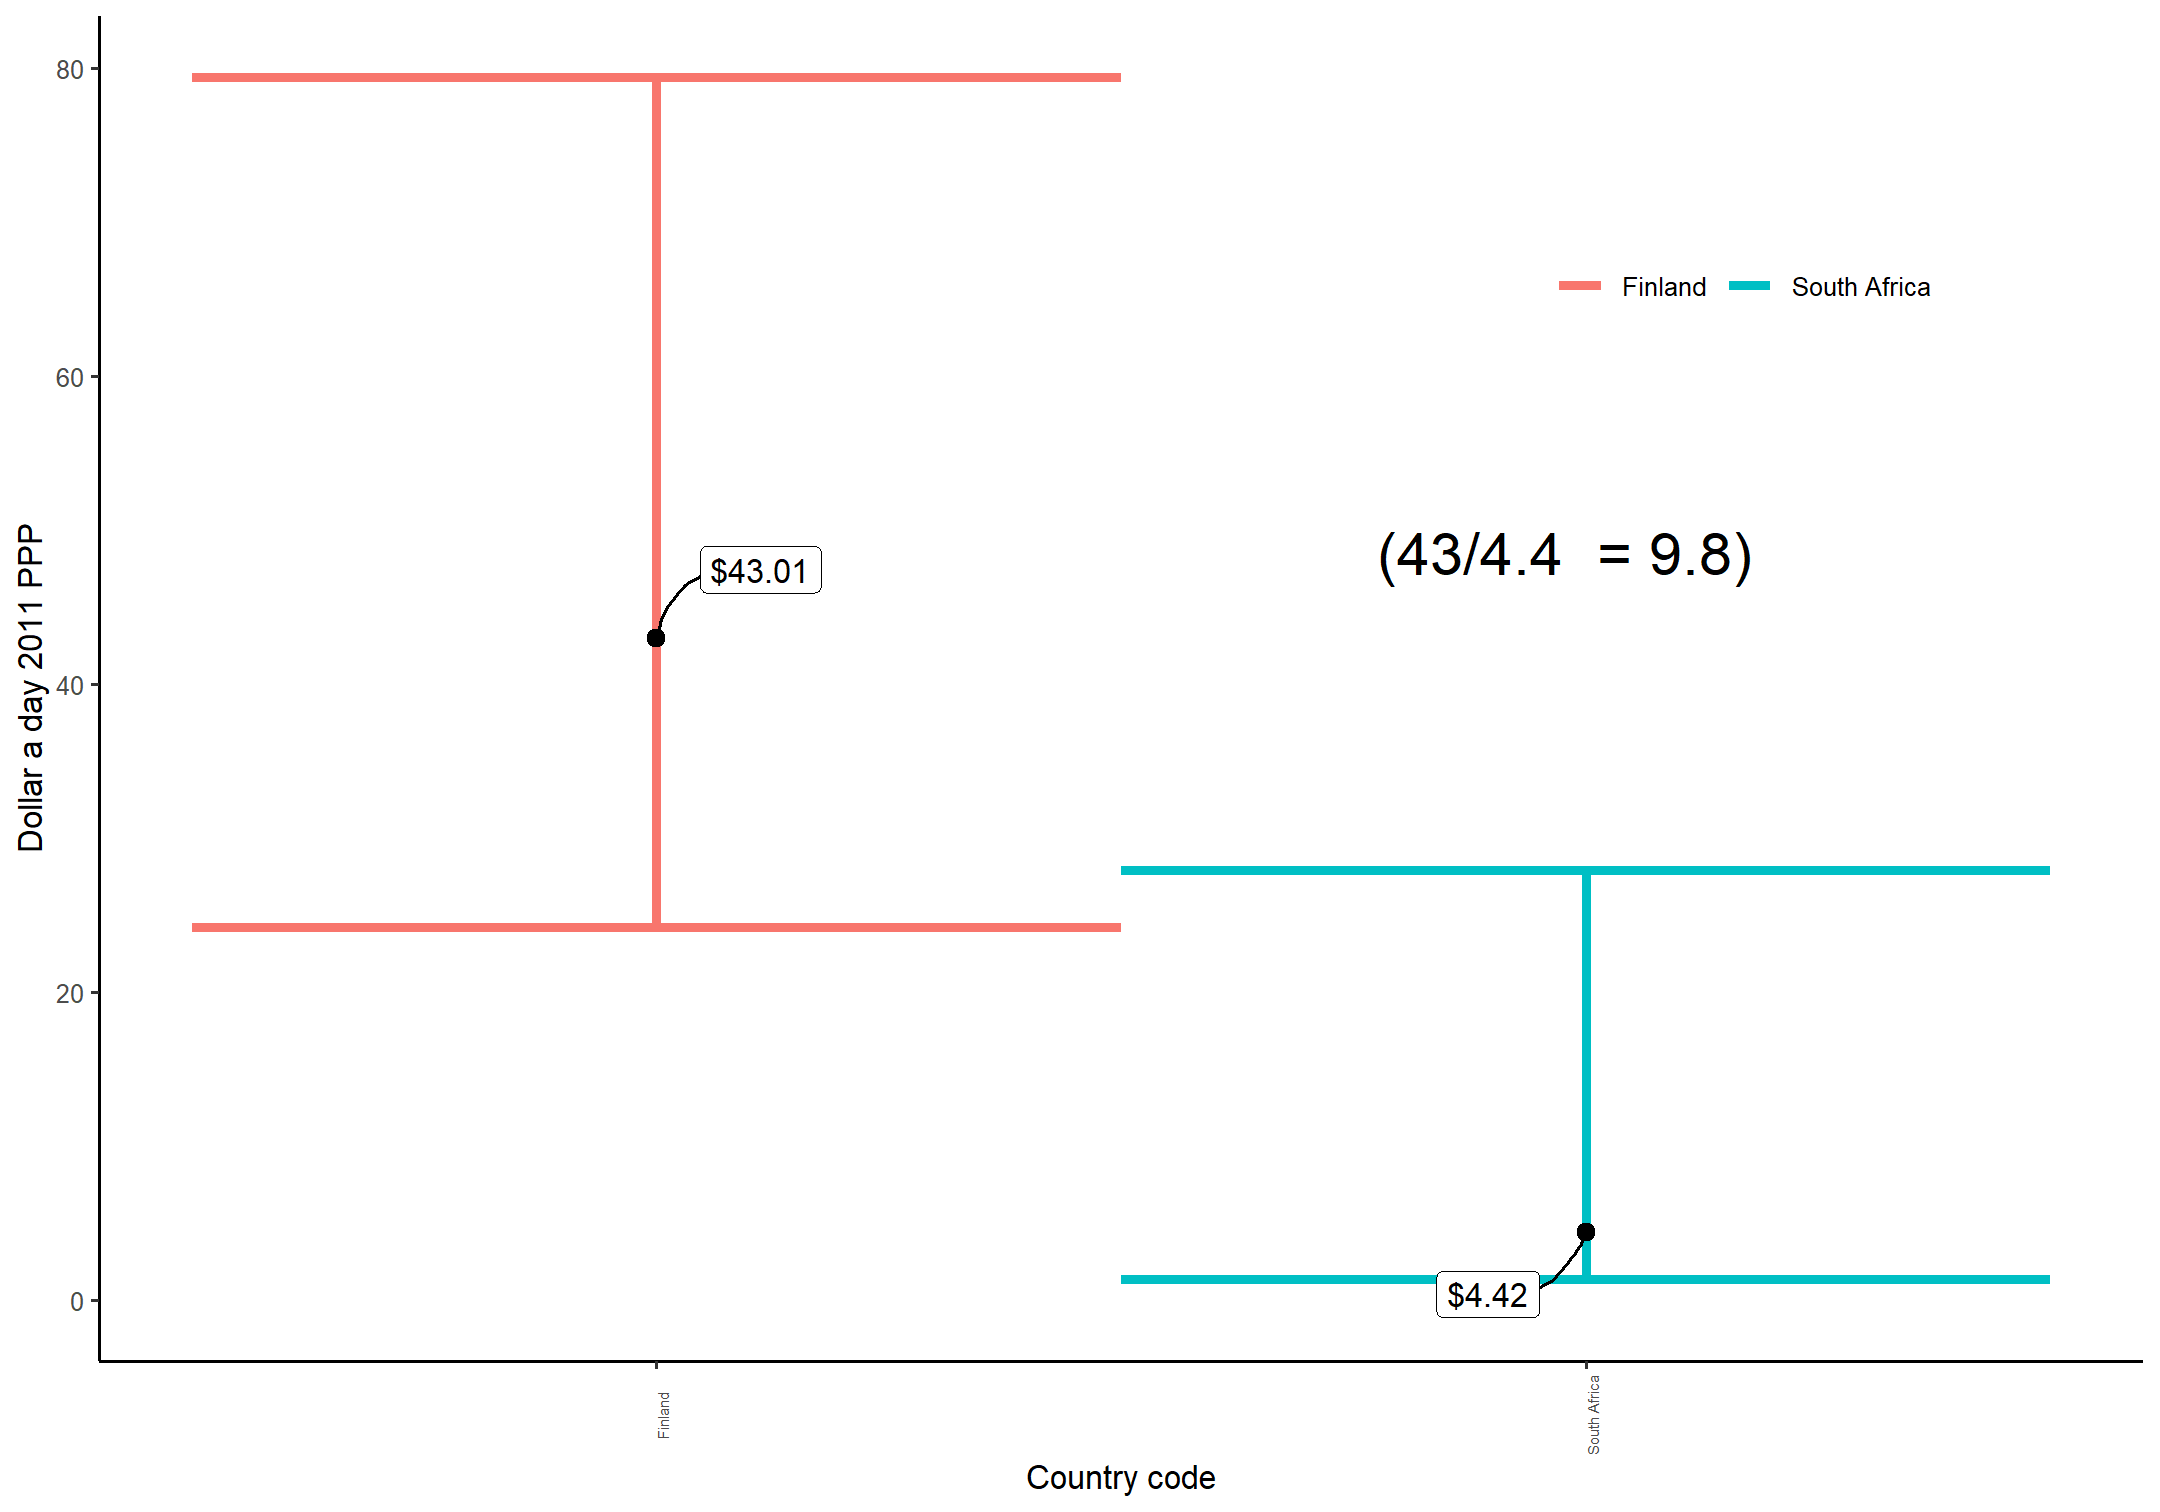 80
60
40
20
0
Dollar a day 2011 PPP
Finland
South Africa
$43.01
(43/4.4  = 9.8)
$4.42
Finland
South Africa
Country code